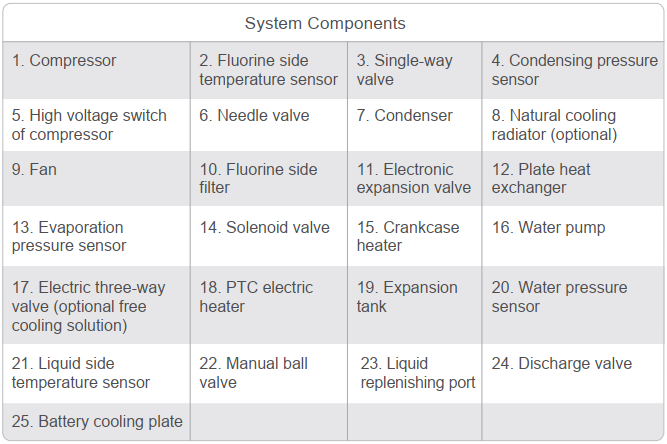 System Components
1. Compressor
2. Fluorine side
temperature sensor
3. Single-way
valve
4. Condensing pressure
sensor
5. High voltage switch
of compressor
6. Needle valve
7. Condenser
8. Natural cooling
radiator (optional)
9. Fan
10. Fluorine side
filter
11. Electronic
expansion valve
12. Plate heat
exchanger
13. Evaporation
pressure sensor
14. Solenoid valve
15. Crankcase
heater
16. Water pump
17. Electric three-way
valve (optional free
cooling solution)
18. PTC electric
heater
19. Expansion
tank
20. Water pressure
sensor
21. Liquid side
temperature sensor
22. Manual ball
valve
23. Liquid
replenishing port
24. Discharge valve
25. Battery cooling plate